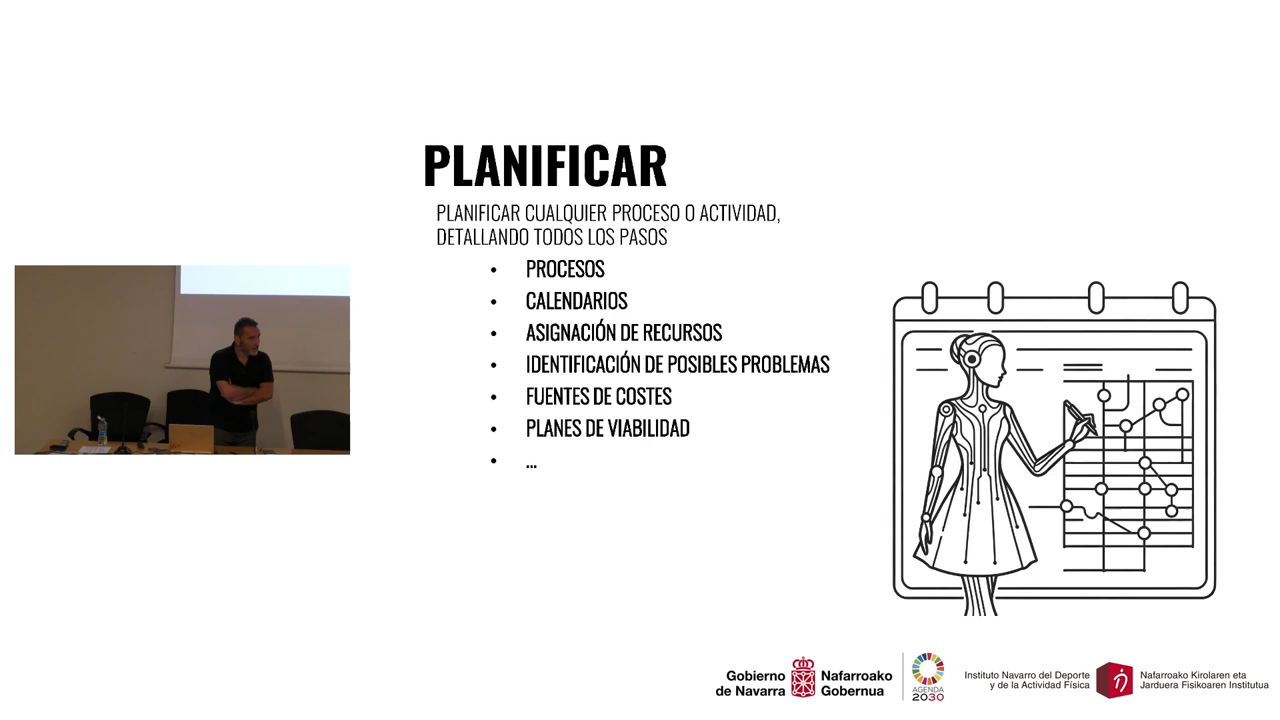 PLANIFICAR
PLANIFICAR CUALQUIER PROCESO O ACTIVIDAD,
DETALLANDO TODOS LOS PASOS
• PROCESOS
• CALENDARIOS
• ASIGNACIÓN DE RECURSOS
• IDENTIFICACIÓN DE POSIBLES PROBLEMAS
• FUENTES DE COSTES
• PLANES DE VIABILIDAD
• ...
Gobierno
de Navarra
Nafarroako
Gobernua
AGENDA
2030
Instituto Navarro del Deporte
y de la Actividad Física
Nafarroako Kirolaren eta
Jarduera Fisikoaren Institutua